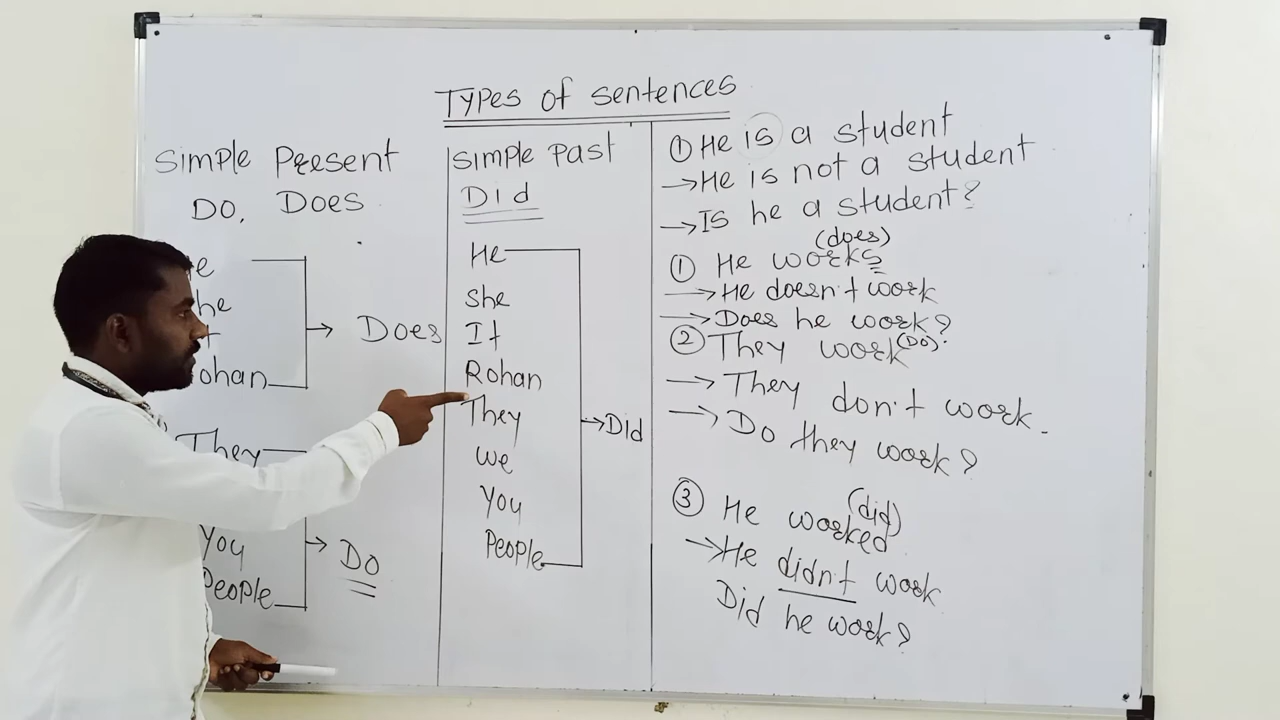 Types of sentences
Simple Present
DO, Does
he
ohan
Does
They
You
People
Do
Simple Past
Did
He
She
It
Rohan
They
we
You
People
Did
① He is a student
→He is not a student
→Is he a student?
(does)
① He works
→He doesn't work
→Does he work?
② They work (DO)
→ They don't work.
→ Do they work?
(did)
③ He worked
→He didn't work
Did he work?